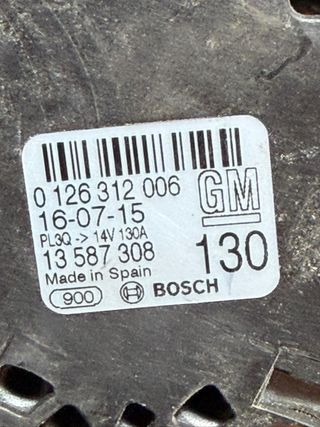 0 126 312 006
16-07-15
PL3Q -> 14V 130A
13 587 308
Made in Spain
900 BOSCH
GM
130